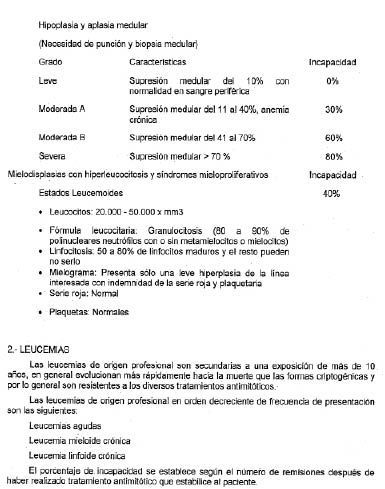 Hipoplasia y aplasia medular
(Necesidad de punción y biopsia medular)
Grado Características Incapacidad
Leve Supresión medular del 10% con 0%
normalidad en sangre periférica
Moderada A Supresión medular del 11 al 40%, anemia 30%
crónica
Moderada B Supresión medular del 41 al 70% 60%
Severa Supresión medular > 70 % 80%
Mielodisplasias con hiperleucocitosis y síndromes mieloproliferativos Incapacidad
Estados Leucemoides 40%
• Leucocitos: 20.000 - 50.000 x mm3
• Fórmula leucocitaria: Granulocitosis (80 a 90% de
polinucleares neutrófilos con o sin metamielocitos o mielocitos)
• Linfocitosis: 50 a 80% de linfocitos maduros y el resto pueden
no serlo
• Mielograma: Presenta sólo una leve hiperplasia de la línea
interesada con indemnidad de la serie roja y plaquetaria
• Serie roja: Normal
• Plaquetas: Normales
2.- LEUCEMIAS
Las leucemias de origen profesional son secundarias a una exposición de más de 10
años, en general evolucionan más rápidamente hacia la muerte que las formas criptogénicas y
por lo general son resistentes a los diversos tratamientos antimitóticos.
Las leucemias de origen profesional en orden decreciente de frecuencia de presentación
son las siguientes:
Leucemias agudas
Leucemia mieloide crónica
Leucemia linfoide crónica
El porcentaje de incapacidad se establece según el número de remisiones después de
haber realizado tratamiento antimitótico que estabilice al paciente.